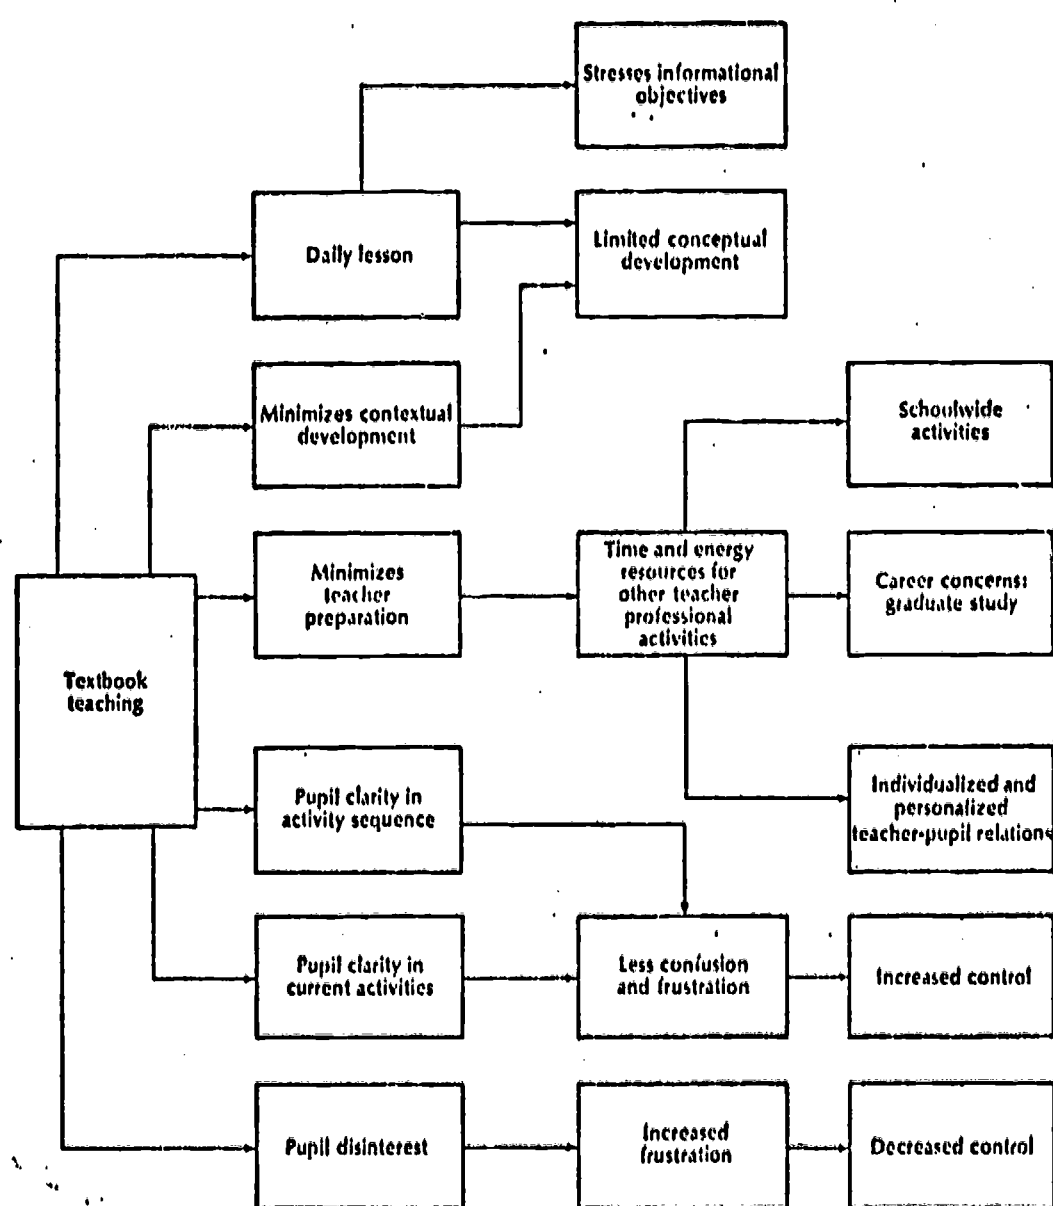 Stresses informational
objectives
Daily lesson
Limited conceptual
development
Minimizes contextual
development
Schoolwide
activities
Minimizes
teacher
preparation
Time and energy
resources for
other teacher
professional
activities
Career concerns:
graduate study
Textbook
teaching
Pupil clarity in
activity sequence
Individualized and
personalized
teacher-pupil relations
Pupil clarity in
current activities
Less confusion
and frustration
Increased control
Pupil disinterest
Increased
frustration
Decreased control